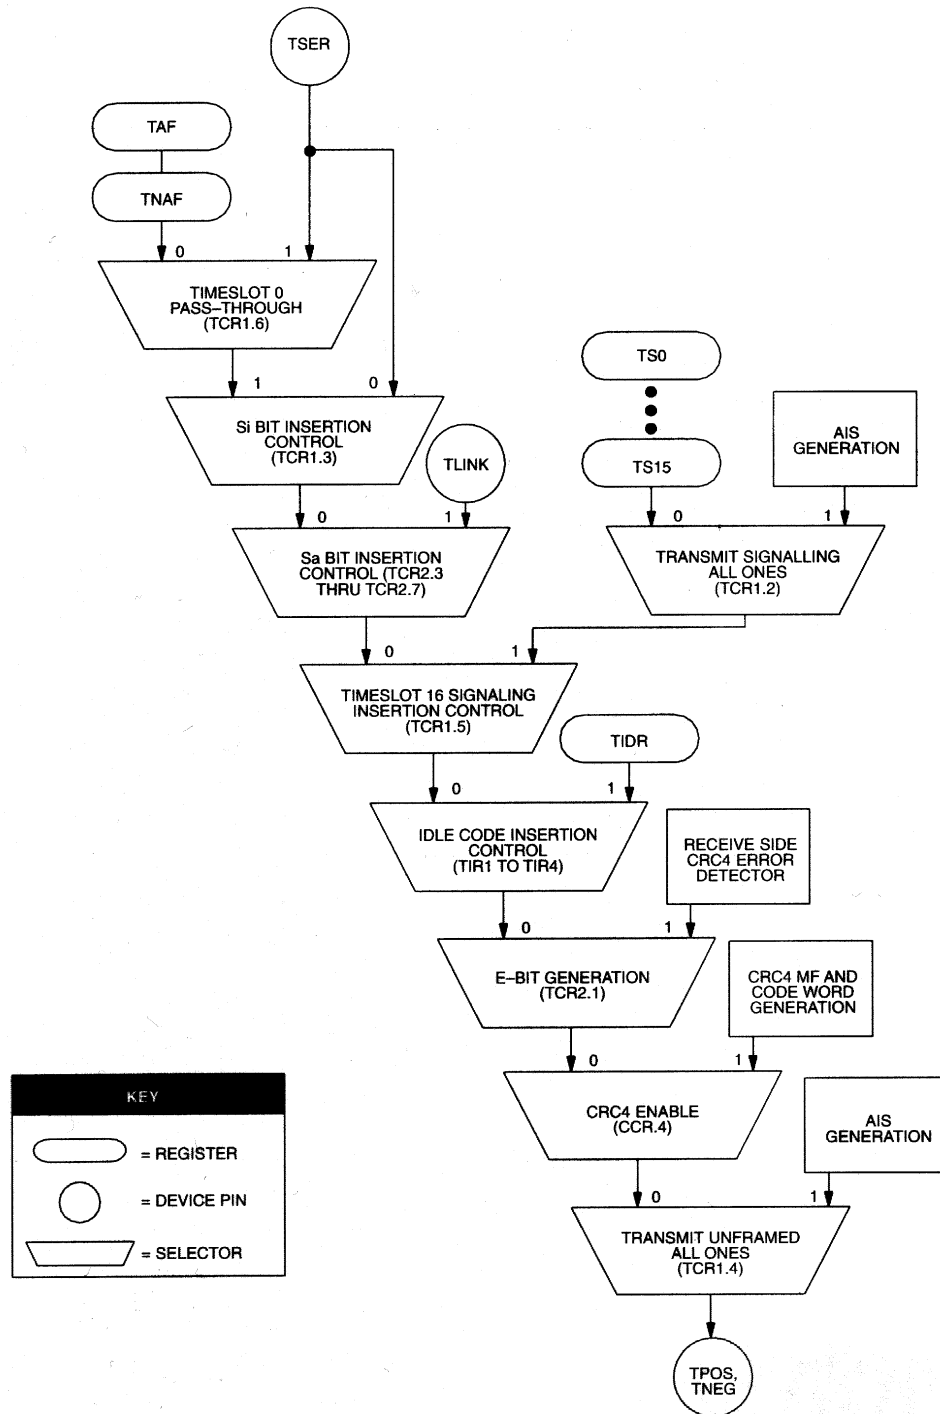 TSER
TAF
TNAF
0 1
TIMESLOT 0
PASS–THROUGH
(TCR1.6)
1 0
Si BIT INSERTION
CONTROL
(TCR1.3)
TLINK
TS0
TS15
AIS
GENERATION
0 1
Sa BIT INSERTION
CONTROL (TCR2.3
THRU TCR2.7)
0 1
TRANSMIT SIGNALLING
ALL ONES
(TCR1.2)
0 1
TIMESLOT 16 SIGNALING
INSERTION CONTROL
(TCR1.5)
TIDR
0 1
IDLE CODE INSERTION
CONTROL
(TIR1 TO TIR4)
RECEIVE SIDE
CRC4 ERROR
DETECTOR
0 1
E–BIT GENERATION
(TCR2.1)
CRC4 MF AND
CODE WORD
GENERATION
0 1
CRC4 ENABLE
(CCR.4)
AIS
GENERATION
0 1
TRANSMIT UNFRAMED
ALL ONES
(TCR1.4)
TPOS,
TNEG
KEY
= REGISTER
= DEVICE PIN
= SELECTOR